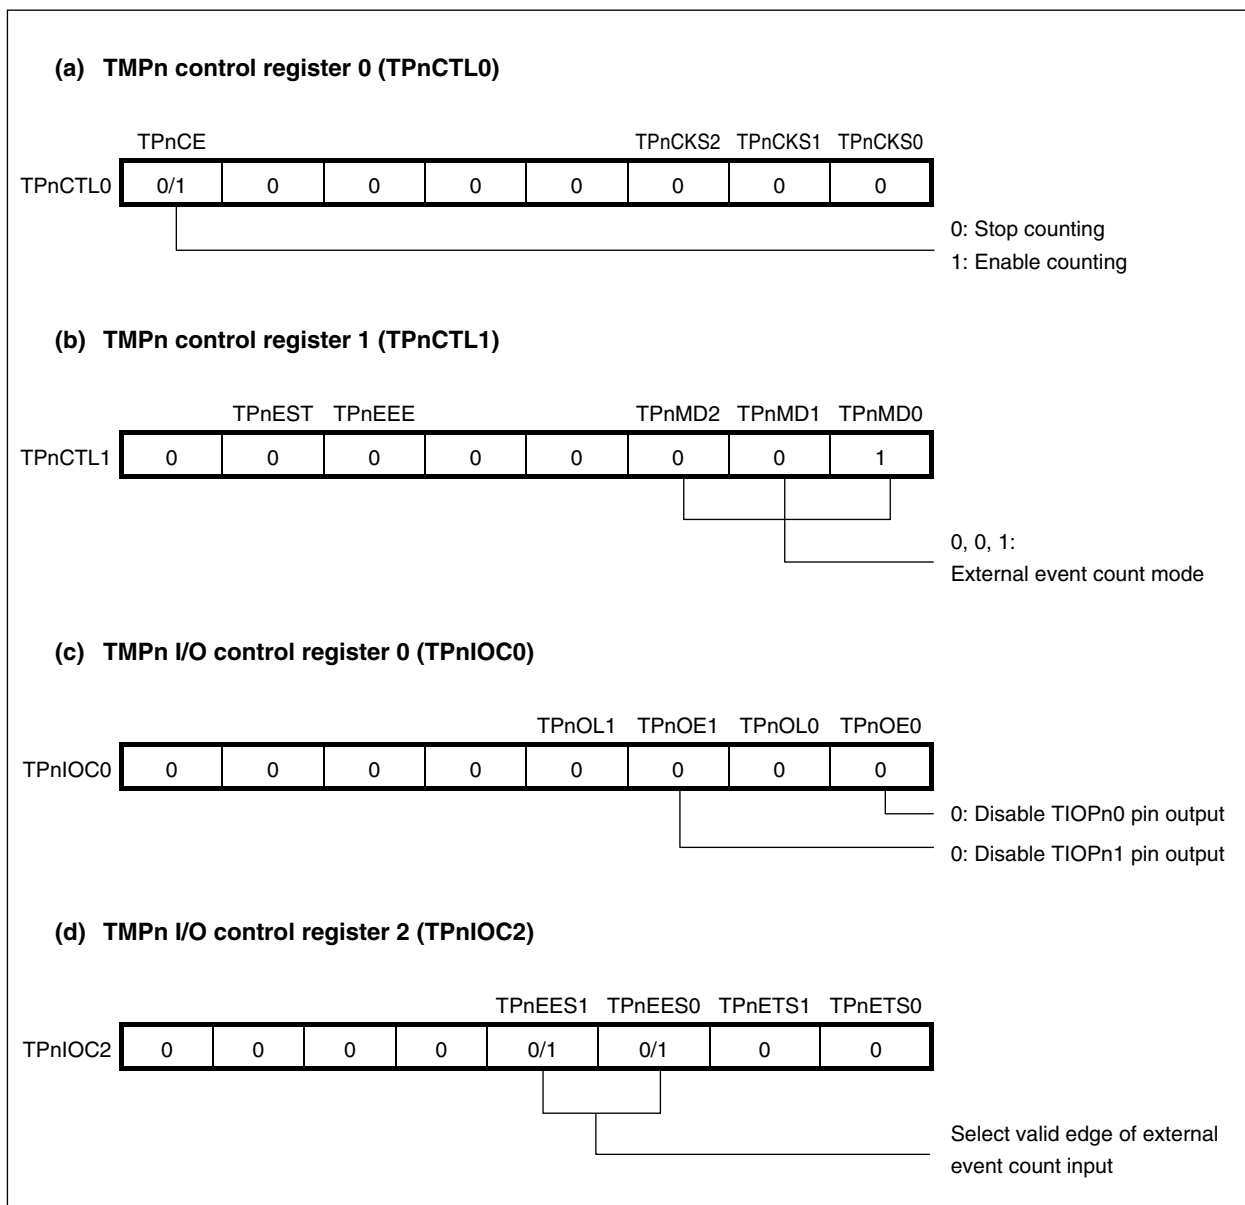 (a) TMPn control register 0 (TPnCTL0)
TPnCE TPnCKS2 TPnCKS1 TPnCKS0
TPnCTL0 0/1 0 0 0 0 0 0 0
0: Stop counting
1: Enable counting
(b) TMPn control register 1 (TPnCTL1)
TPnEST TPnEEE TPnMD2 TPnMD1 TPnMD0
TPnCTL1 0 0 0 0 0 0 0 1
0, 0, 1:
External event count mode
(c) TMPn I/O control register 0 (TPnIOC0)
TPnOL1 TPnOE1 TPnOL0 TPnOE0
TPnIOC0 0 0 0 0 0 0 0 0
0: Disable TIOPn0 pin output
0: Disable TIOPn1 pin output
(d) TMPn I/O control register 2 (TPnIOC2)
TPnEES1 TPnEES0 TPnETS1 TPnETS0
TPnIOC2 0 0 0 0 0/1 0/1 0 0
Select valid edge of external
event count input